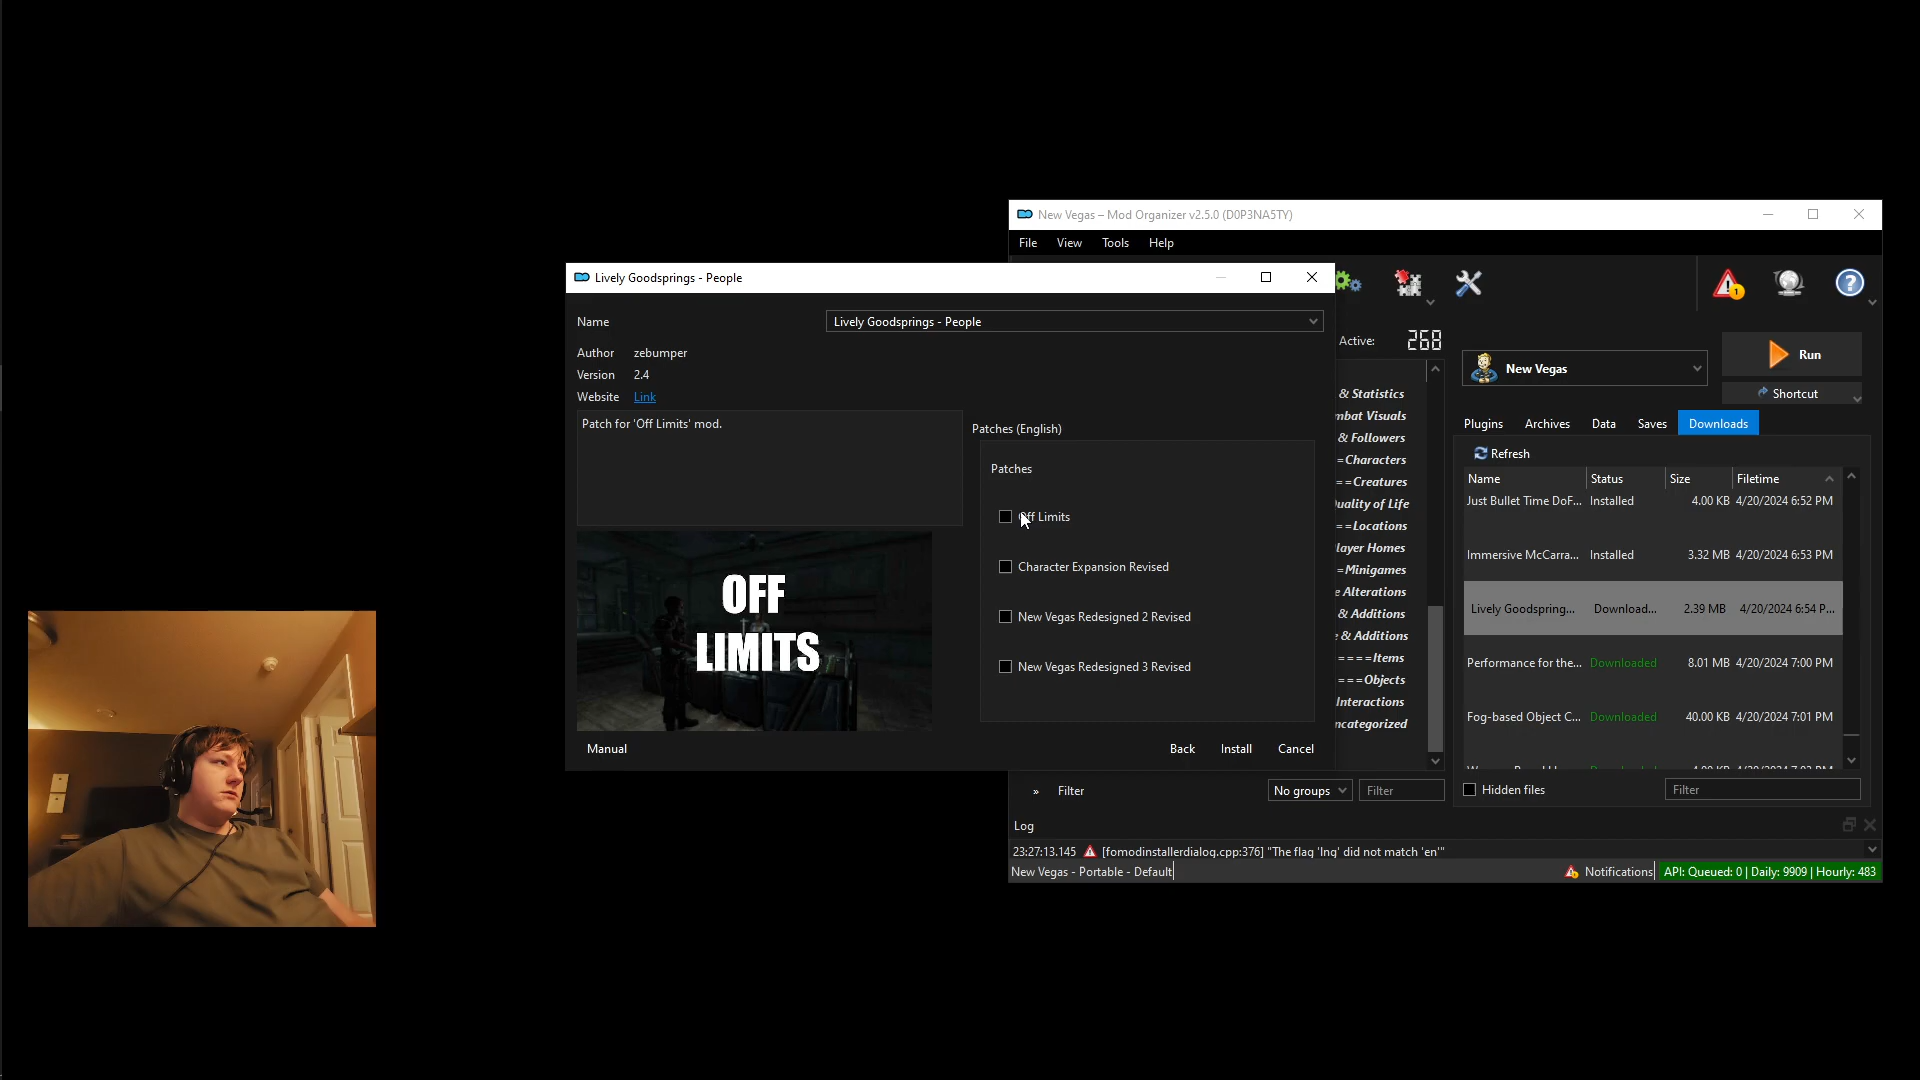 New Vegas – Mod Organizer v2.5.0 (D0P3NA5TY)
File View Tools Help
Lively Goodsprings - People
Name Lively Goodsprings - People
Author zebumper
Version 2.4
Website Link
Patch for 'Off Limits' mod.
Patches (English)
Patches
Off Limits
Character Expansion Revised
New Vegas Redesigned 2 Revised
New Vegas Redesigned 3 Revised
OFF
LIMITS
Manual Back Install Cancel
Active: 268
& Statistics
mbat Visuals
& Followers
=Characters
==Creatures
uality of Life
==Locations
layer Homes
=Minigames
e Alterations
& Additions
e & Additions
====Items
===Objects
Interactions
ncategorized
» Filter No groups Filter
1
New Vegas
Run
Shortcut
Plugins Archives Data Saves Downloads
Refresh
Name Status Size Filetime
Just Bullet Time DoF... Installed 4.00 KB 4/20/2024 6:52 PM
Immersive McCarra... Installed 3.32 MB 4/20/2024 6:53 PM
Lively Goodspring... Download... 2.39 MB 4/20/2024 6:54 P...
Performance for the... Downloaded 8.01 MB 4/20/2024 7:00 PM
Fog-based Object C... Downloaded 40.00 KB 4/20/2024 7:01 PM
Hidden files Filter
Log
23:27:13.145 [fomodinstallerdialog.cpp:376] "The flag 'lng' did not match 'en'"
New Vegas - Portable - Default Notifications API: Queued: 0 | Daily: 9909 | Hourly: 483